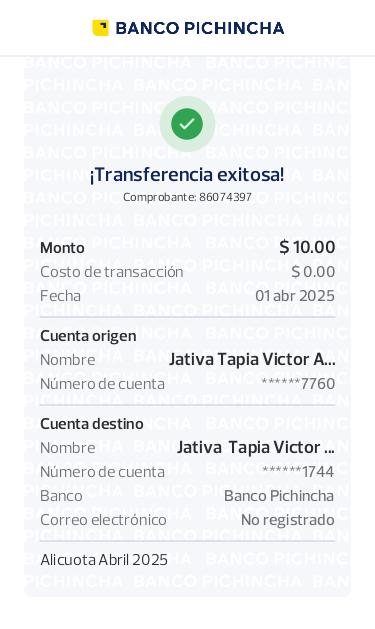 BANCO PICHINCHA
¡Transferencia exitosa!
Comprobante: 86074397
Monto $ 10.00
Costo de transacción $ 0.00
Fecha 01 abr 2025
Cuenta origen
Nombre Jativa Tapia Victor A...
Número de cuenta ******7760
Cuenta destino
Nombre Jativa Tapia Victor ...
Número de cuenta ******1744
Banco Banco Pichincha
Correo electrónico No registrado
Alicuota Abril 2025